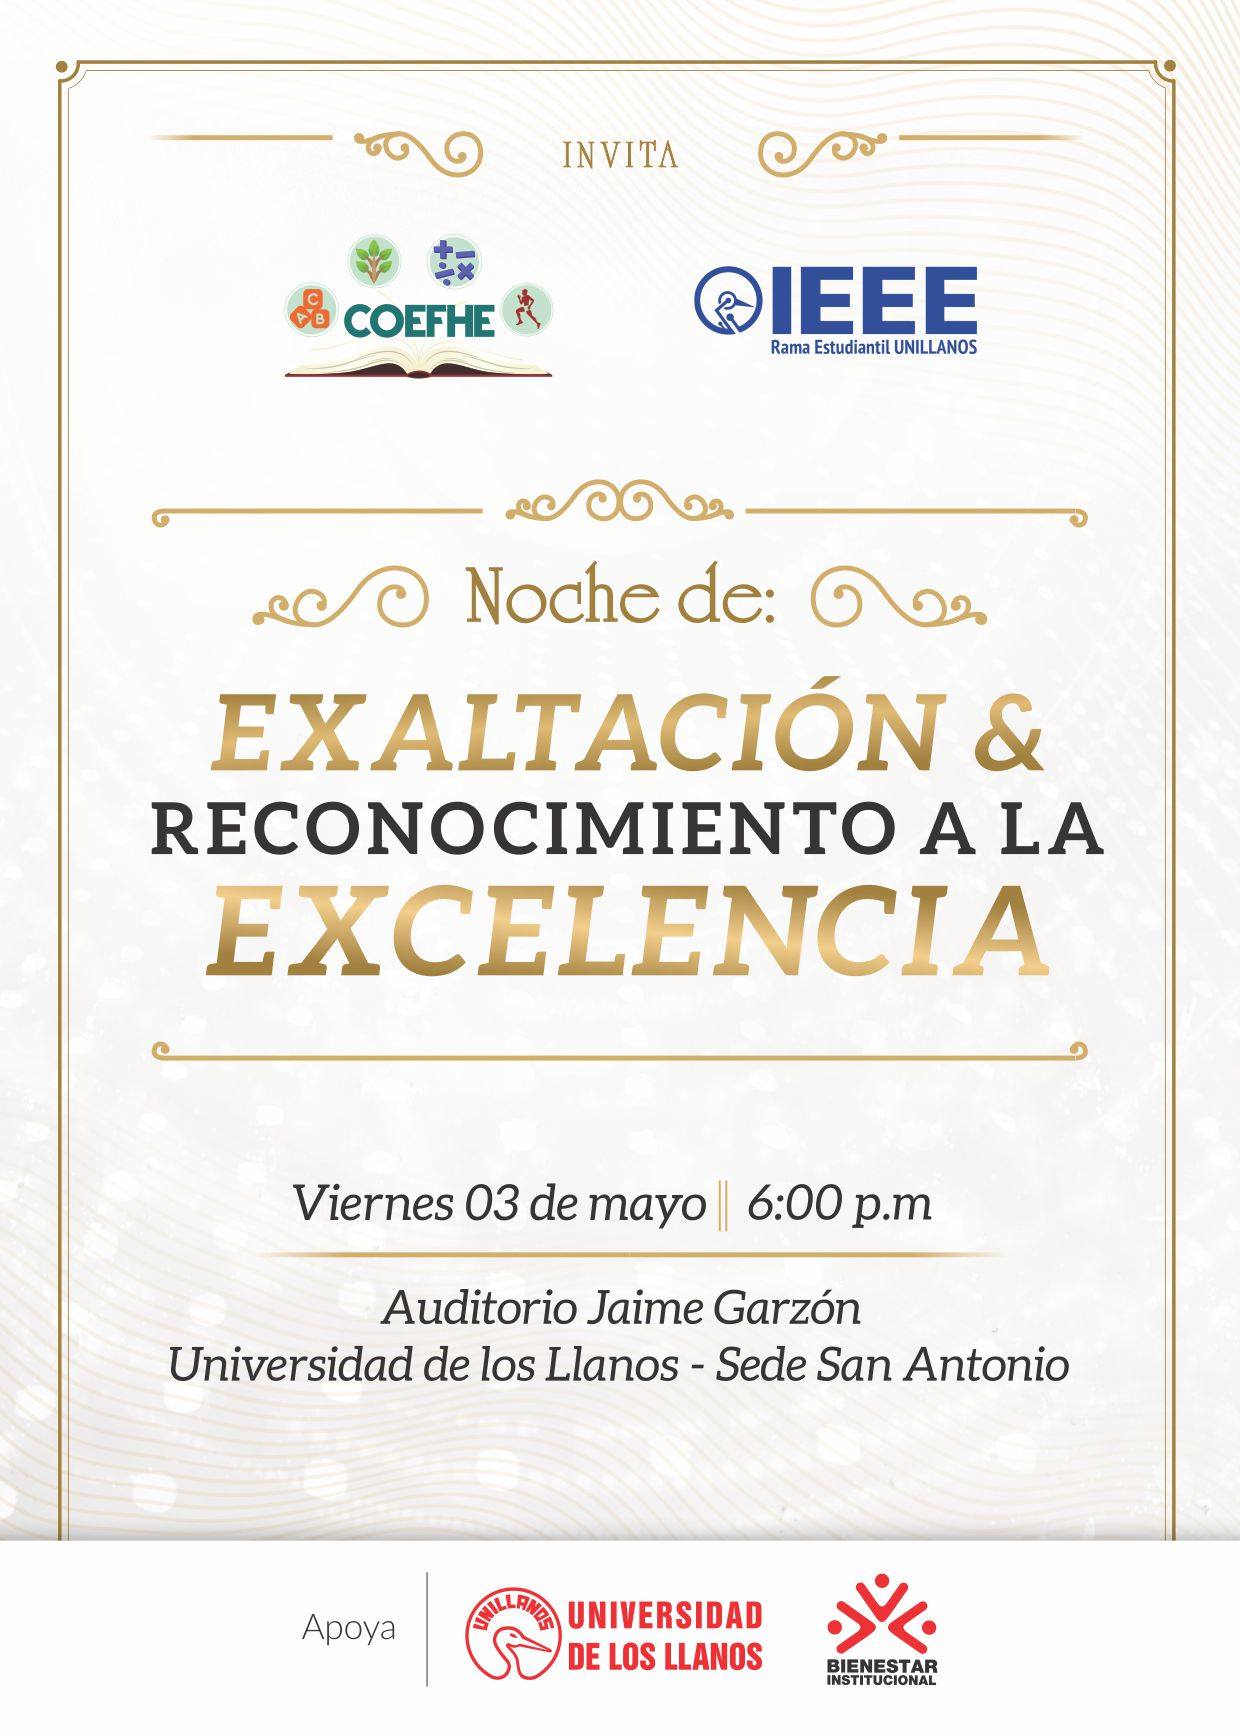 INVITA
C
A B
COEFHE
IEEE
Rama Estudiantil UNILLANOS
Noche de:
EXALTACIÓN &
RECONOCIMIENTO A LA
EXCELENCIA
Viernes 03 de mayo || 6:00 p.m
Auditorio Jaime Garzón
Universidad de los Llanos - Sede San Antonio
Apoya
UNILLANOS
UNIVERSIDAD
DE LOS LLANOS
BIENESTAR
INSTITUCIONAL